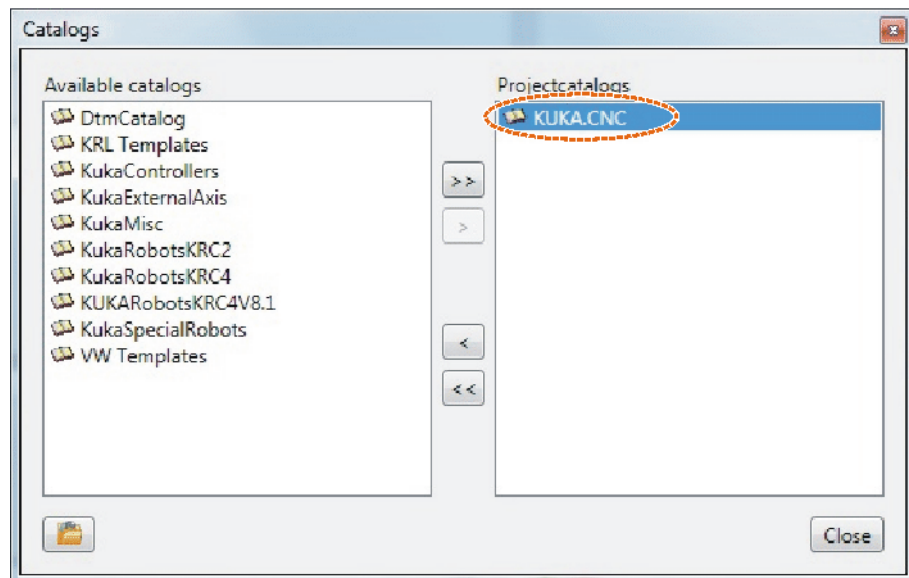 Catalogs
Available catalogs
DtmCatalog
KRL Templates
KukaControllers
KukaExternalAxis
KukaMisc
KukaRobotsKRC2
KukaRobotsKRC4
KUKARobotsKRC4V8.1
KukaSpecialRobots
VW Templates
>>
>
<
<<
Projectcatalogs
KUKA.CNC
Close